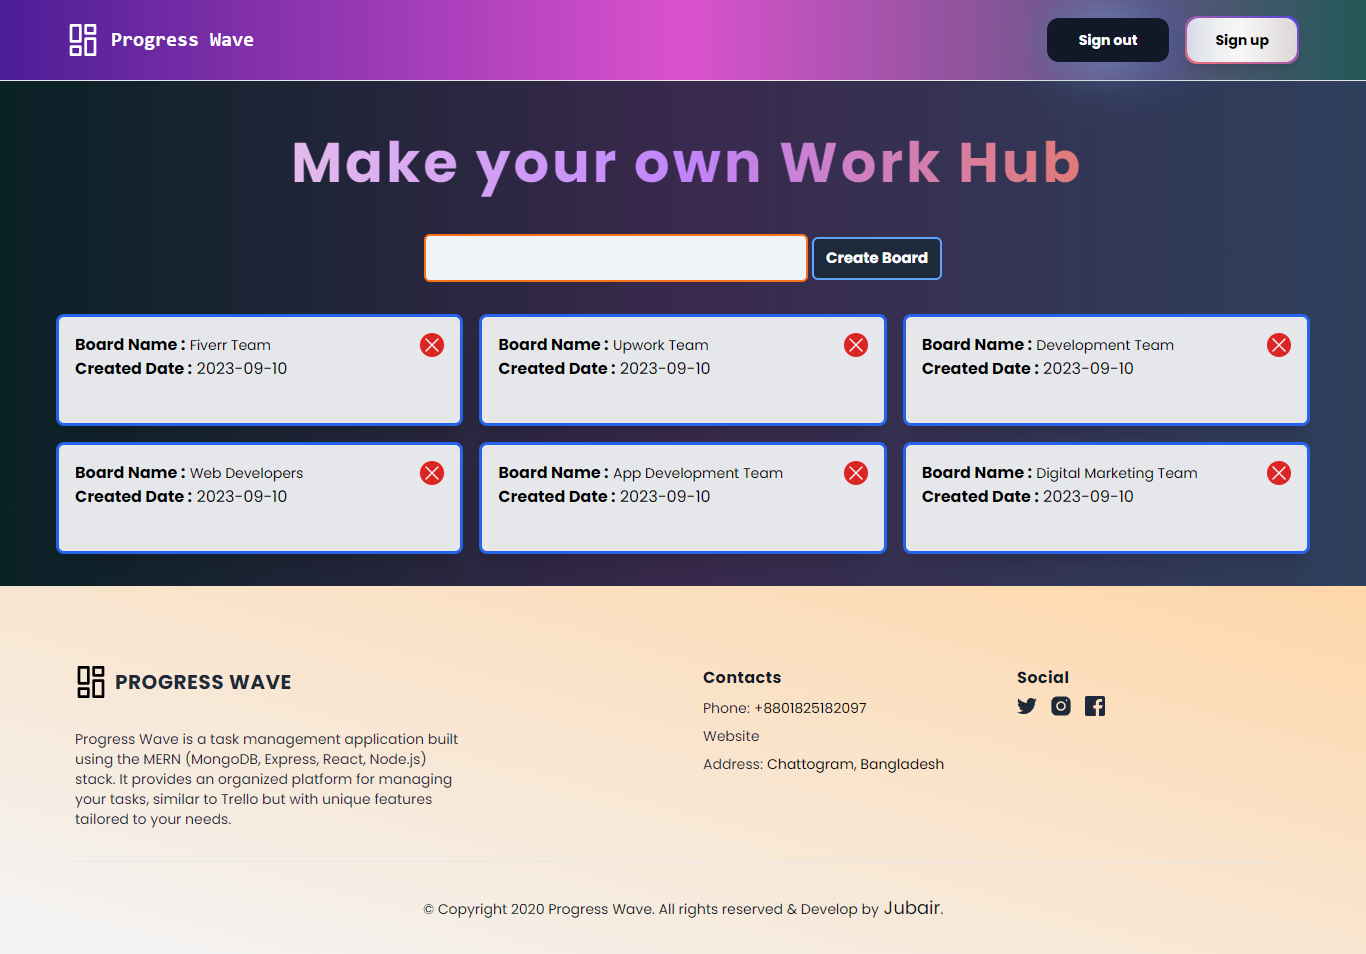 Progress Wave
Sign out
Sign up
Make your own Work Hub
Create Board
Board Name : Fiverr Team
Created Date : 2023-09-10
Board Name : Upwork Team
Created Date : 2023-09-10
Board Name : Development Team
Created Date : 2023-09-10
Board Name : Web Developers
Created Date : 2023-09-10
Board Name : App Development Team
Created Date : 2023-09-10
Board Name : Digital Marketing Team
Created Date : 2023-09-10
PROGRESS WAVE
Progress Wave is a task management application built
using the MERN (MongoDB, Express, React, Node.js)
stack. It provides an organized platform for managing
your tasks, similar to Trello but with unique features
tailored to your needs.
Contacts
Phone: +8801825182097
Website
Address: Chattogram, Bangladesh
Social
© Copyright 2020 Progress Wave. All rights reserved & Develop by Jubair.